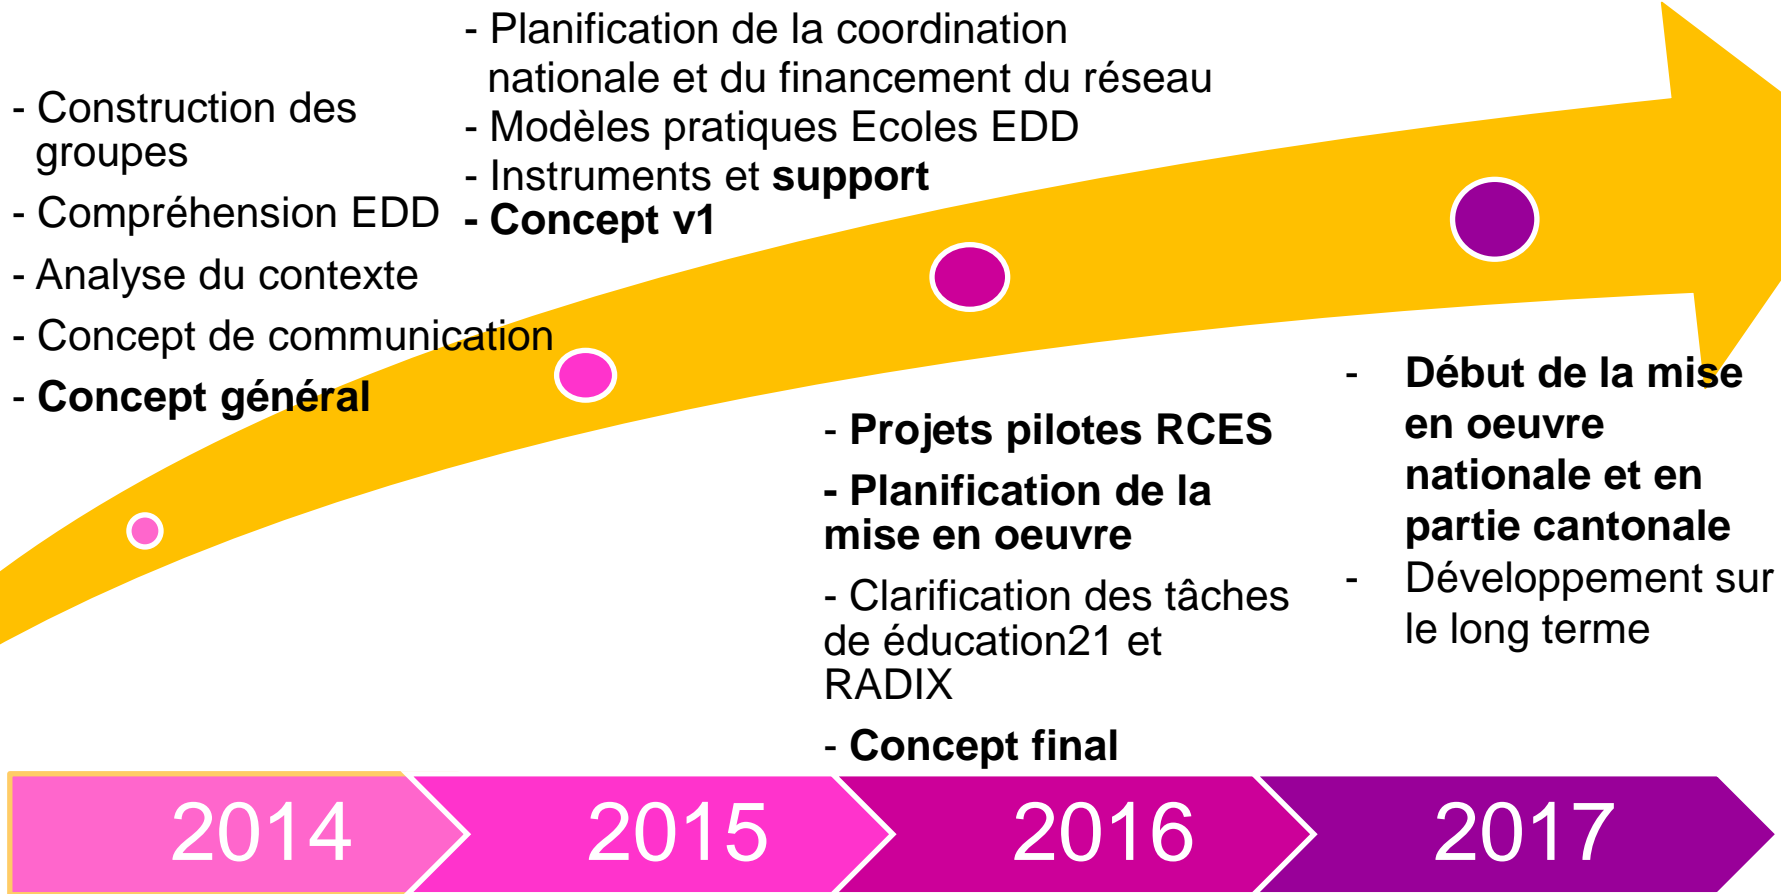 - Construction des
groupes
- Compréhension EDD
- Analyse du contexte
- Concept de communication
- Concept général
- Planification de la coordination
nationale et du financement du réseau
- Modèles pratiques Ecoles EDD
- Instruments et support
- Concept v1
- Projets pilotes RCES
- Planification de la
mise en oeuvre
- Clarification des tâches
de éducation21 et
RADIX
- Concept final
- Début de la mise
en oeuvre
nationale et en
partie cantonale
- Développement sur
le long terme
2014
2015
2016
2017